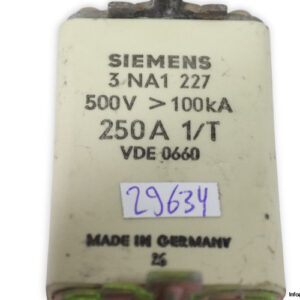 SIEMENS
3 NA1 227
500V > 100kA
250A 1/T
VDE 0660
29634
MADE IN GERMANY